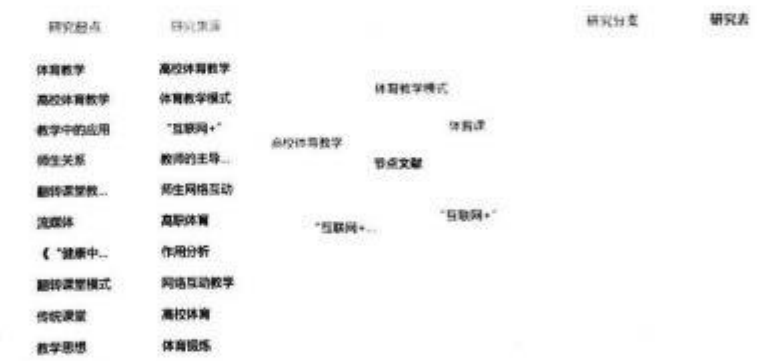 研究起点
研究来源
研究分支
研究去
体育教学
高校体育教学
高校体育教学
体育教学模式
教学中的应用
"互联网+"
师生关系
教师的主导...
翻转课堂教...
师生网络互动
流媒体
高职体育
《 "健康中...
作用分析
翻转课堂模式
网络互动教学
传统课堂
高校体育
教学思想
体育锻炼
体育教学模式
体育课
高校体育教学
节点文献
"互联网+...
"互联网+"